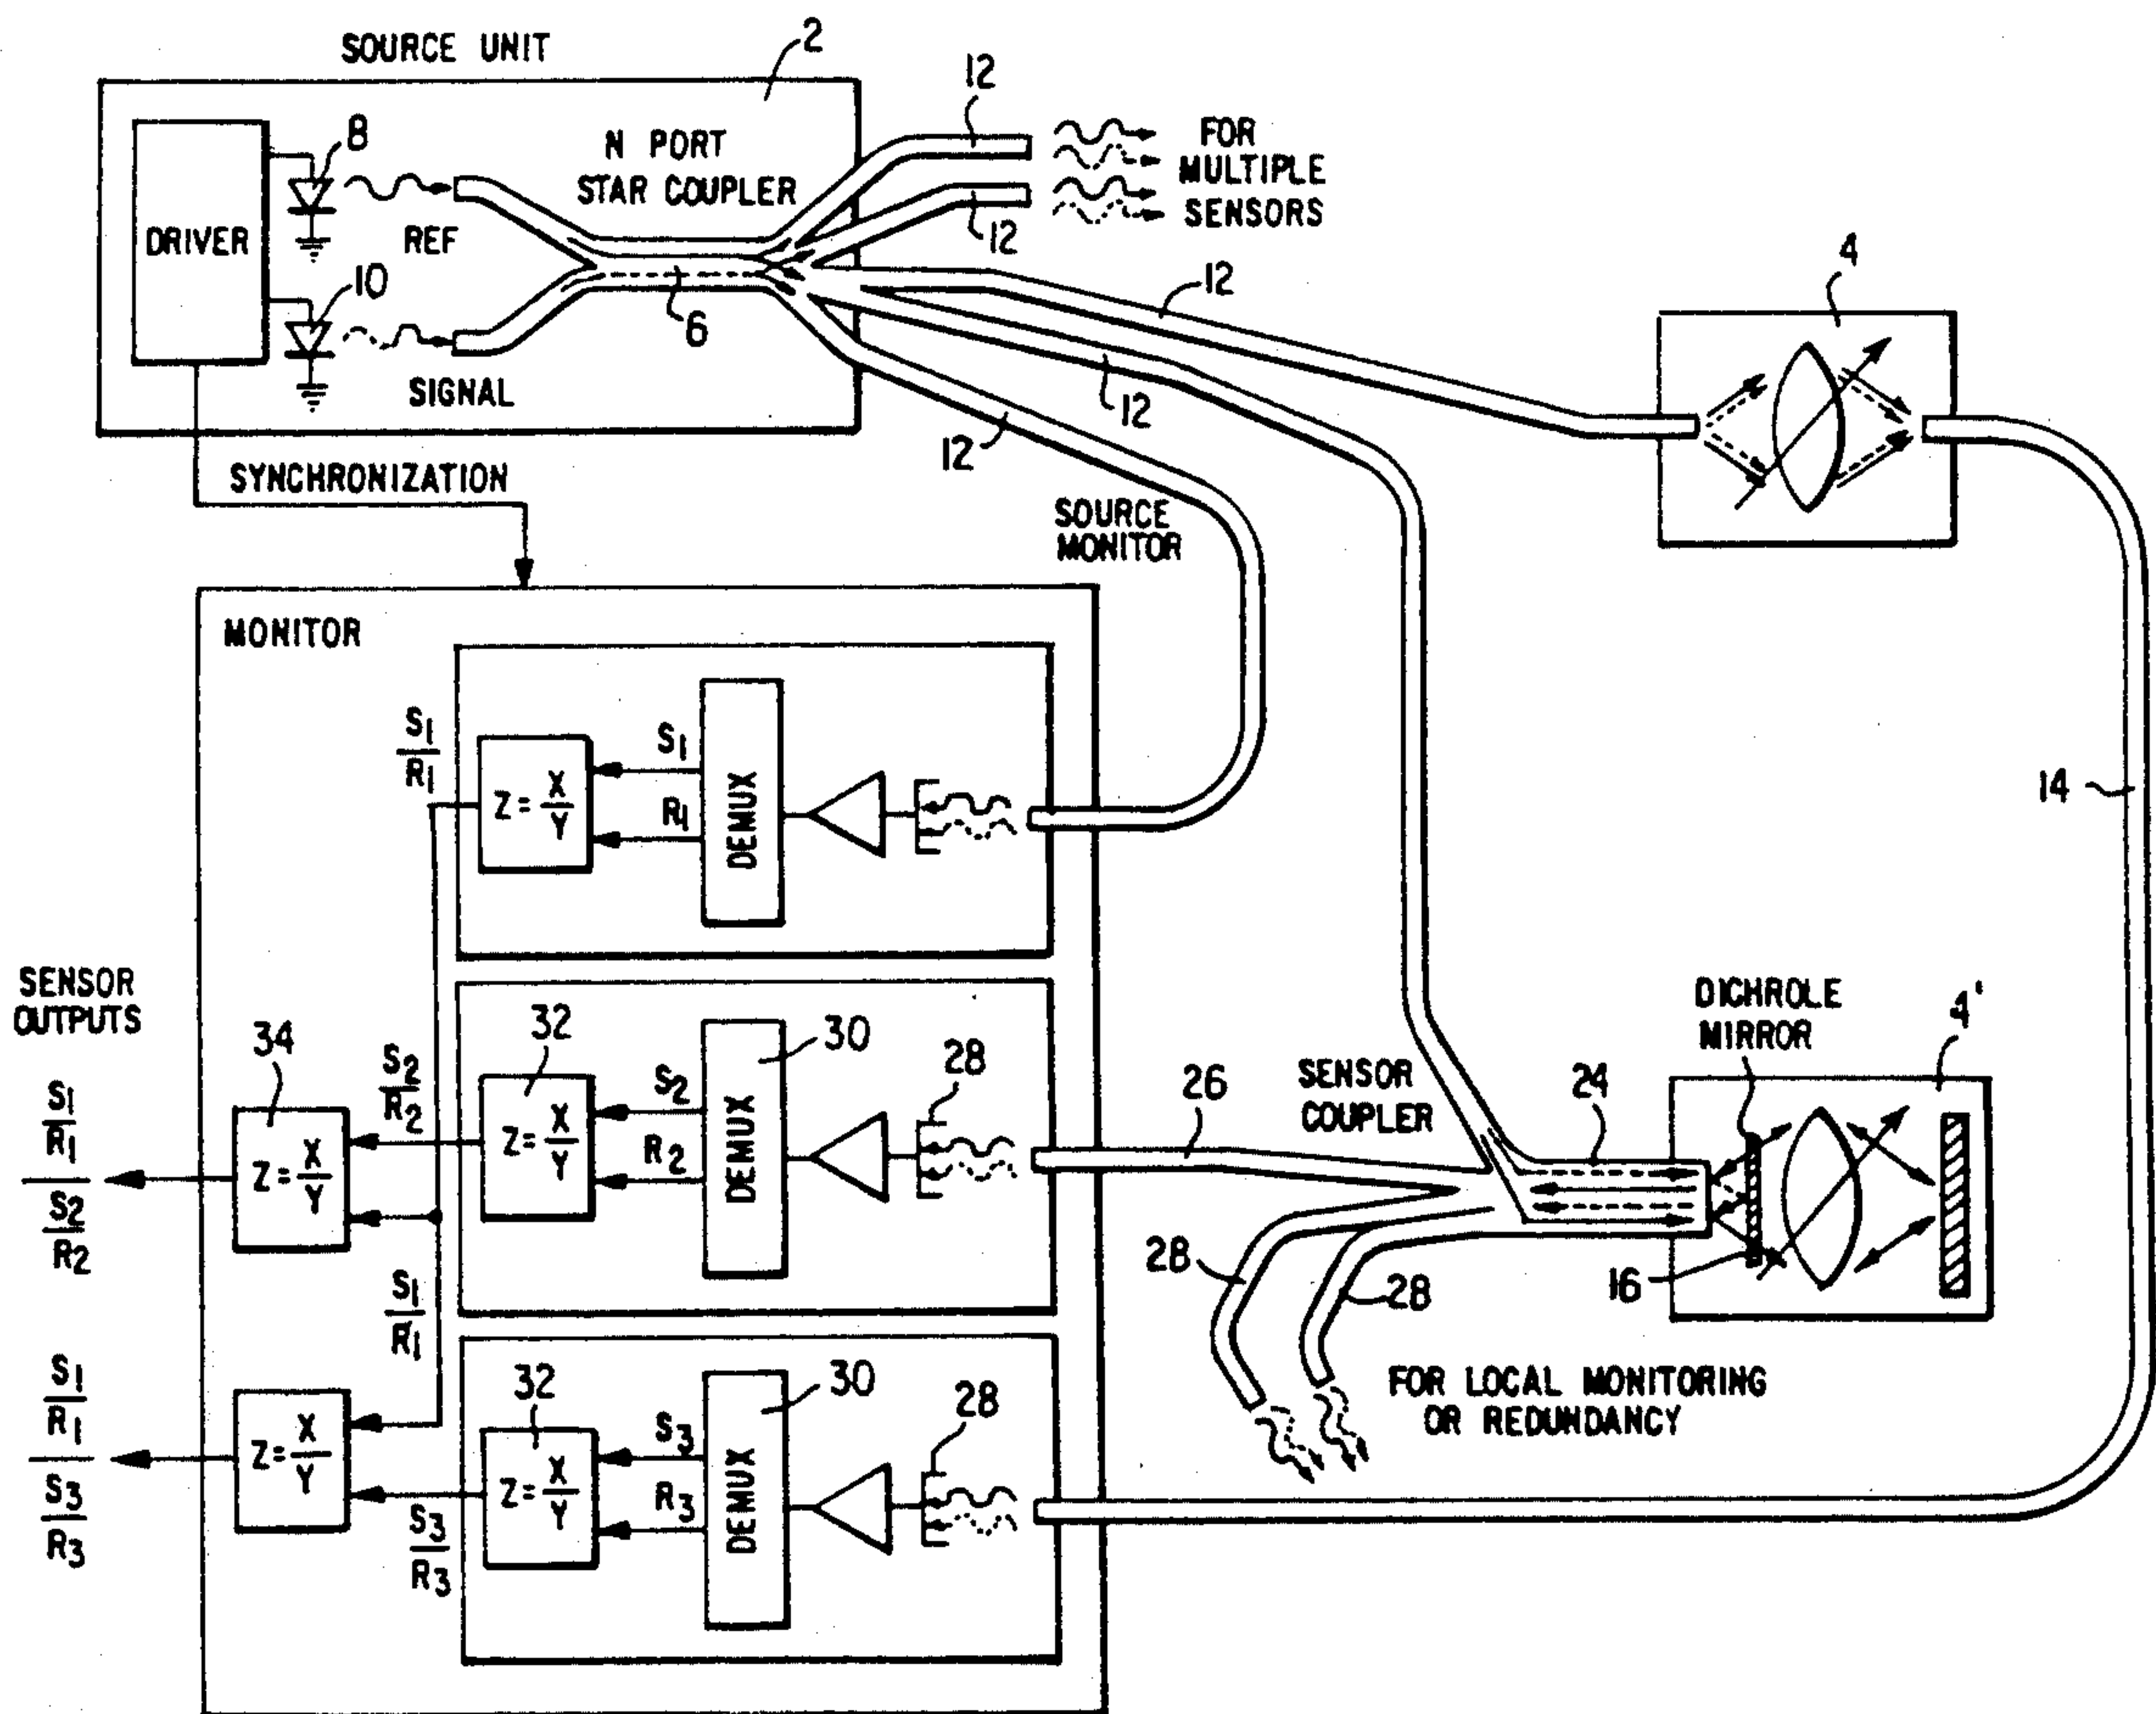 SOURCE UNIT
2
DRIVER
8
REF
10
SIGNAL
N PORT
STAR COUPLER
6
12
12
FOR
MULTIPLE
SENSORS
12
12
12
4
SYNCHRONIZATION
SOURCE
MONITOR
14
MONITOR
S1
R1
Z = X
Y
S1
R1
DEMUX
SENSOR
OUTPUTS
S1
R1
S2
R2
34
Z = X
Y
S2
R2
32
Z = X
Y
S2
R2
DEMUX
30
28
26
SENSOR
COUPLER
24
DICHROLE
MIRROR
4'
16
28
28
FOR LOCAL MONITORING
OR REDUNDANCY
S1
R1
S1
R1
S3
R3
Z = X
Y
S3
R3
32
Z = X
Y
S3
R3
DEMUX
30
28